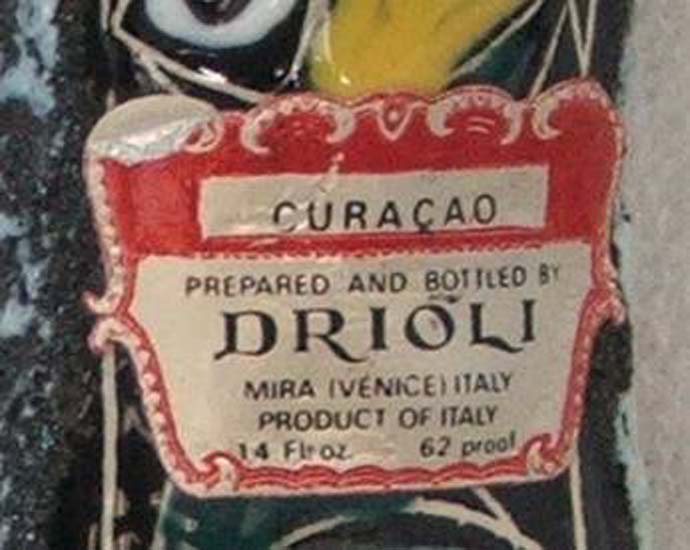 CURAÇAO
PREPARED AND BOTTLED BY
DRIOLI
MIRA (VENICE) ITALY
PRODUCT OF ITALY
14 Fl. oz. 62 proof